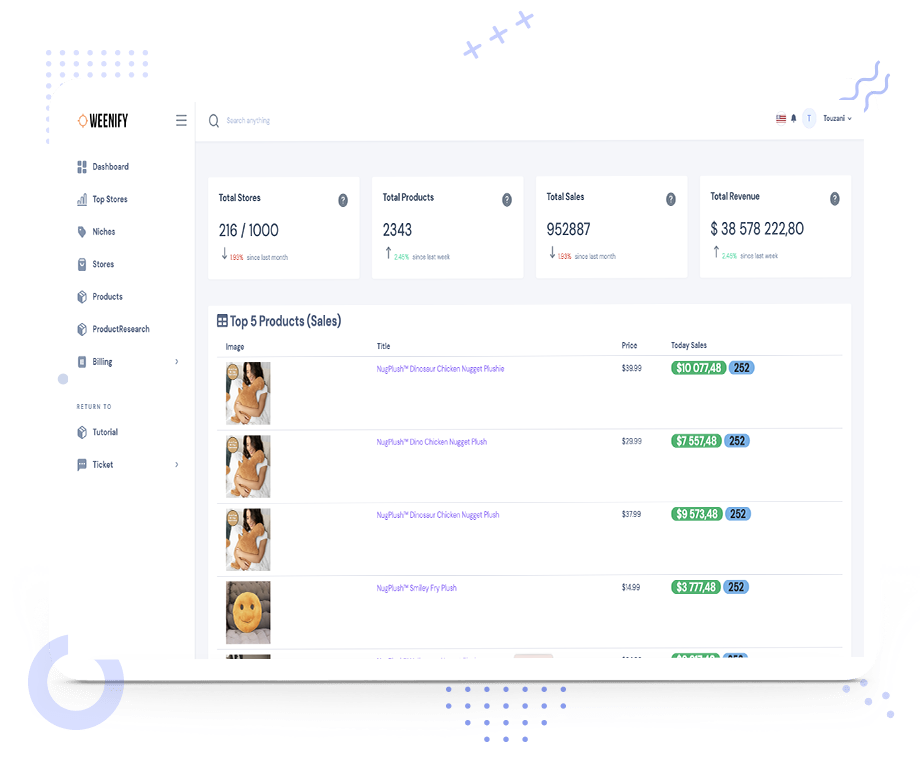 WEENIFY
Search anything
T
Touzani
Dashboard
Top Stores
Niches
Stores
Products
ProductResearch
Billing
RETURN TO
Tutorial
Ticket
Total Stores ?
216 / 1000
1.93% since last month
Total Products ?
2343
2.45% since last week
Total Sales ?
952887
1.93% since last month
Total Revenue ?
$ 38 578 222,80
2.45% since last week
Top 5 Products (Sales)
Image Title Price Today Sales
NugPlush™ Dinosaur Chicken Nugget Plushie $39.99 $10 077,48 252
NugPlush™ Dino Chicken Nugget Plush $29.99 $7 557,48 252
NugPlush™ Dinosaur Chicken Nugget Plush $37.99 $9 573,48 252
NugPlush™ Smiley Fry Plush $14.99 $3 777,48 252